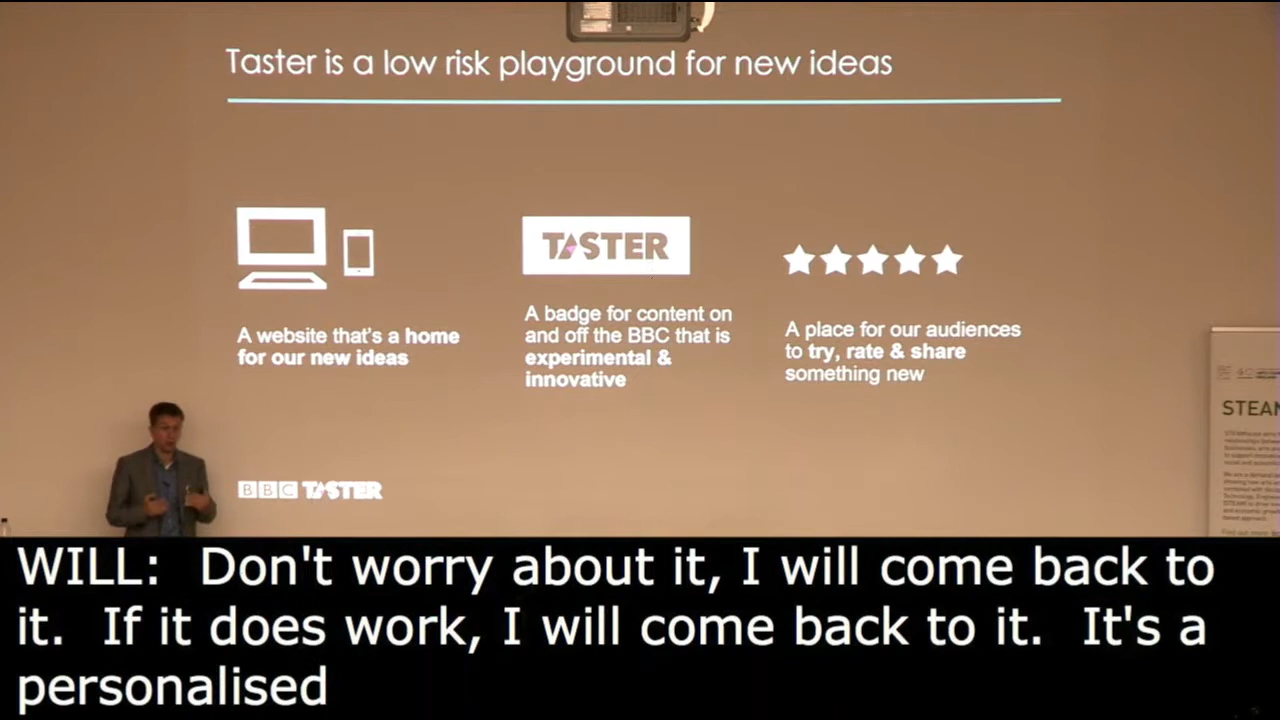 Taster is a low risk playground for new ideas
TASTER
A website that's a home
for our new ideas
A badge for content on
and off the BBC that is
experimental &
innovative
A place for our audiences
to try, rate & share
something new
BBC TASTER
STEAM
WILL:  Don't worry about it, I will come back to
it.  If it does work, I will come back to it.  It's a
personalised